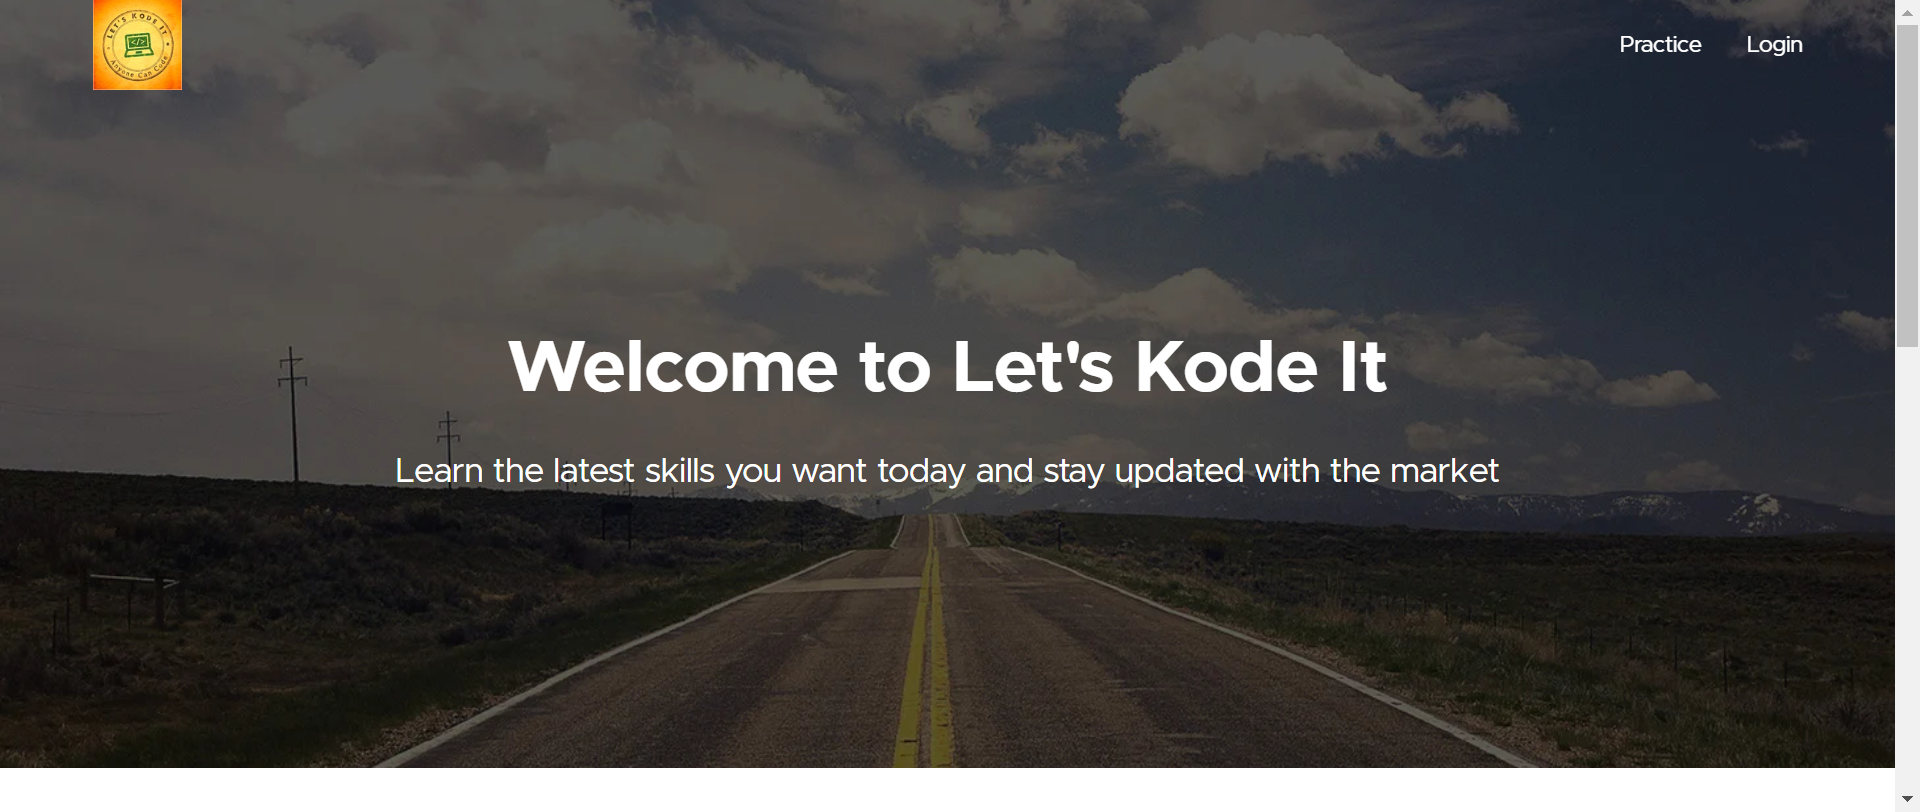 LET'S KODE IT
Anyone Can Code
Practice
Login
Welcome to Let's Kode It
Learn the latest skills you want today and stay updated with the market